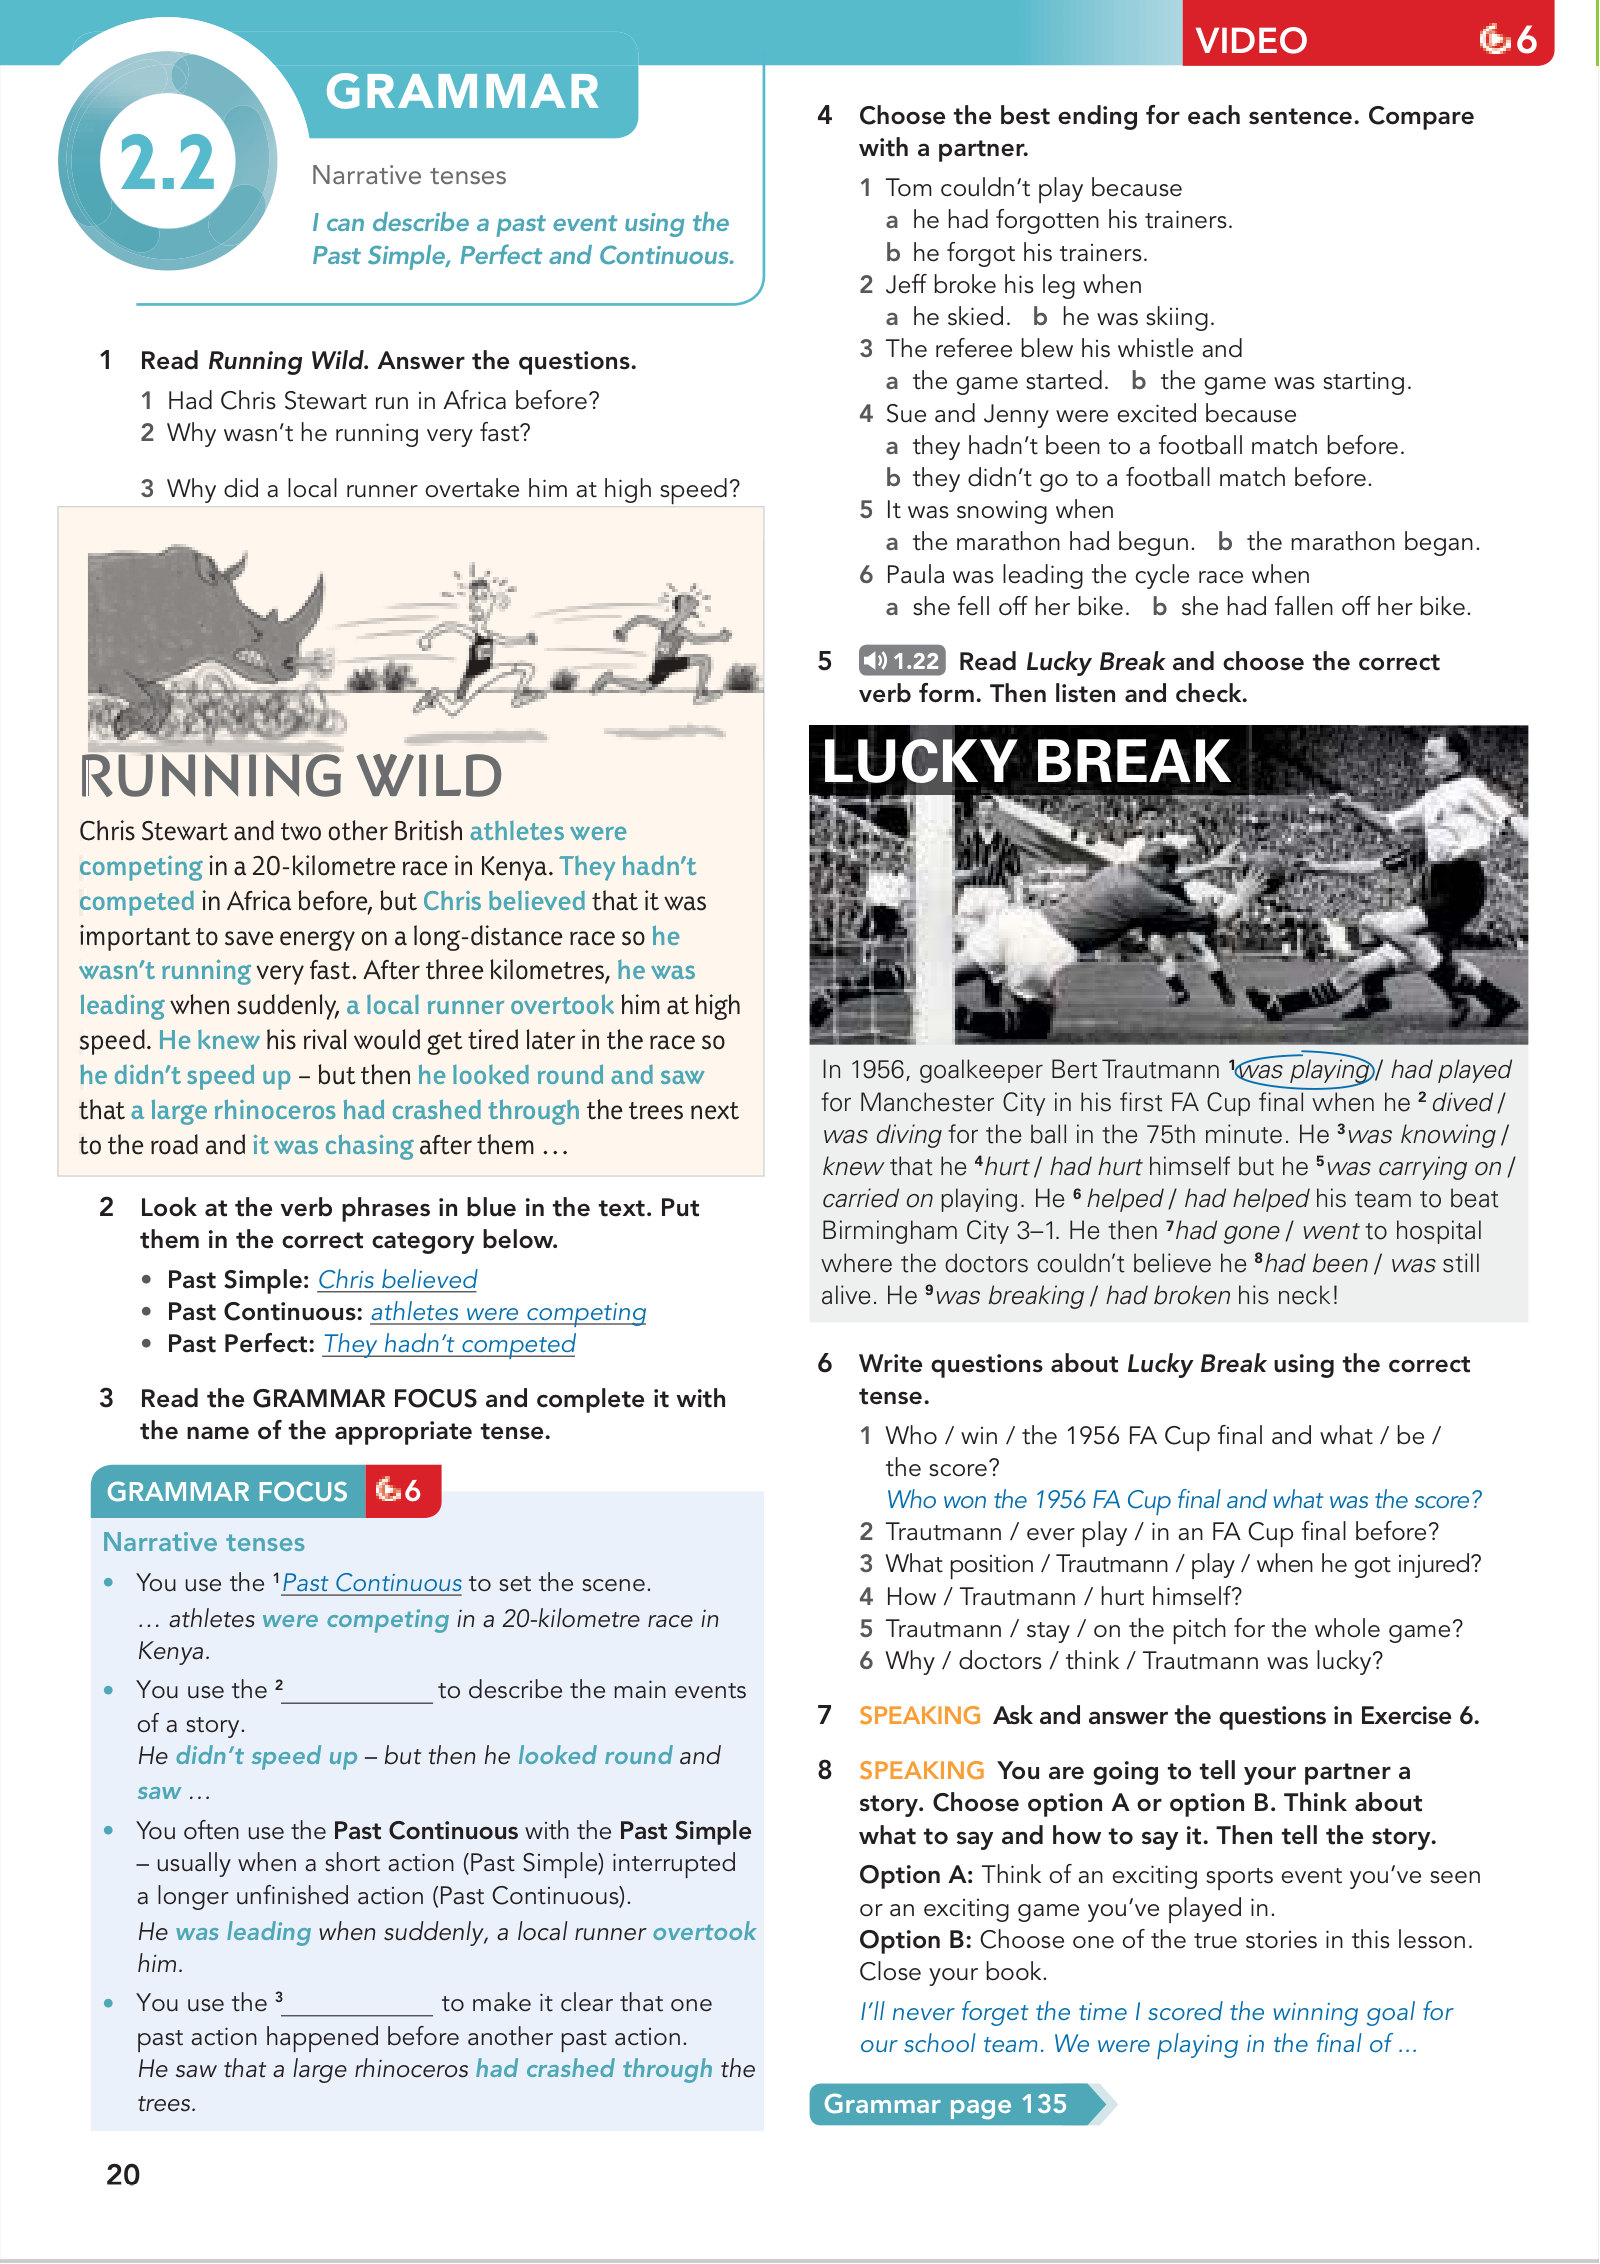 VIDEO 6
GRAMMAR
2.2
Narrative tenses
I can describe a past event using the
Past Simple, Perfect and Continuous.
1 Read Running Wild. Answer the questions.
1 Had Chris Stewart run in Africa before?
2 Why wasn't he running very fast?
3 Why did a local runner overtake him at high speed?
RUNNING WILD
Chris Stewart and two other British athletes were
competing in a 20-kilometre race in Kenya. They hadn't
competed in Africa before, but Chris believed that it was
important to save energy on a long-distance race so he
wasn't running very fast. After three kilometres, he was
leading when suddenly, a local runner overtook him at high
speed. He knew his rival would get tired later in the race so
he didn't speed up – but then he looked round and saw
that a large rhinoceros had crashed through the trees next
to the road and it was chasing after them …
2 Look at the verb phrases in blue in the text. Put
them in the correct category below.
• Past Simple: Chris believed
• Past Continuous: athletes were competing
• Past Perfect: They hadn't competed
3 Read the GRAMMAR FOCUS and complete it with
the name of the appropriate tense.
GRAMMAR FOCUS 6
Narrative tenses
• You use the ¹Past Continuous to set the scene.
… athletes were competing in a 20-kilometre race in
Kenya.
• You use the ²____________ to describe the main events
of a story.
He didn't speed up – but then he looked round and
saw …
• You often use the Past Continuous with the Past Simple
– usually when a short action (Past Simple) interrupted
a longer unfinished action (Past Continuous).
He was leading when suddenly, a local runner overtook
him.
• You use the ³____________ to make it clear that one
past action happened before another past action.
He saw that a large rhinoceros had crashed through the
trees.
20
4 Choose the best ending for each sentence. Compare
with a partner.
1 Tom couldn't play because
a he had forgotten his trainers.
b he forgot his trainers.
2 Jeff broke his leg when
a he skied. b he was skiing.
3 The referee blew his whistle and
a the game started. b the game was starting.
4 Sue and Jenny were excited because
a they hadn't been to a football match before.
b they didn't go to a football match before.
5 It was snowing when
a the marathon had begun. b the marathon began.
6 Paula was leading the cycle race when
a she fell off her bike. b she had fallen off her bike.
5 1.22 Read Lucky Break and choose the correct
verb form. Then listen and check.
LUCKY BREAK
In 1956, goalkeeper Bert Trautmann ¹was playing / had played
for Manchester City in his first FA Cup final when he ² dived /
was diving for the ball in the 75th minute. He ³was knowing /
knew that he ⁴hurt / had hurt himself but he ⁵was carrying on /
carried on playing. He ⁶ helped / had helped his team to beat
Birmingham City 3–1. He then ⁷had gone / went to hospital
where the doctors couldn't believe he ⁸had been / was still
alive. He ⁹was breaking / had broken his neck!
6 Write questions about Lucky Break using the correct
tense.
1 Who / win / the 1956 FA Cup final and what / be /
the score?
Who won the 1956 FA Cup final and what was the score?
2 Trautmann / ever play / in an FA Cup final before?
3 What position / Trautmann / play / when he got injured?
4 How / Trautmann / hurt himself?
5 Trautmann / stay / on the pitch for the whole game?
6 Why / doctors / think / Trautmann was lucky?
7 SPEAKING Ask and answer the questions in Exercise 6.
8 SPEAKING You are going to tell your partner a
story. Choose option A or option B. Think about
what to say and how to say it. Then tell the story.
Option A: Think of an exciting sports event you've seen
or an exciting game you've played in.
Option B: Choose one of the true stories in this lesson.
Close your book.
I'll never forget the time I scored the winning goal for
our school team. We were playing in the final of ...
Grammar page 135